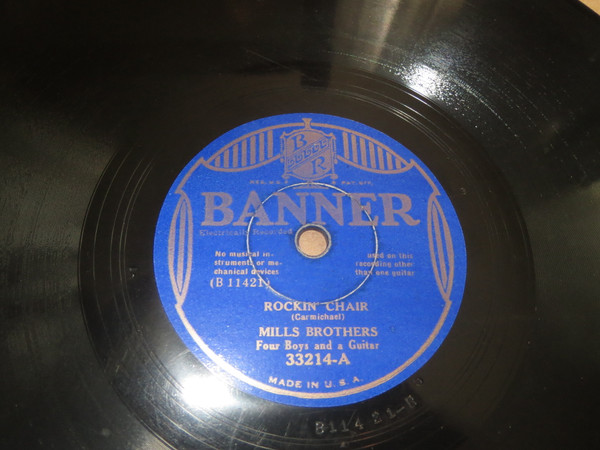 B
R
BANNER
Electrically Recorded
No musical in-
struments or me-
chanical devices
used on this
recording other
than one guitar
(B 11421)
ROCKIN' CHAIR
(Carmichael)
MILLS BROTHERS
Four Boys and a Guitar
33214-A
MADE IN U.S.A.